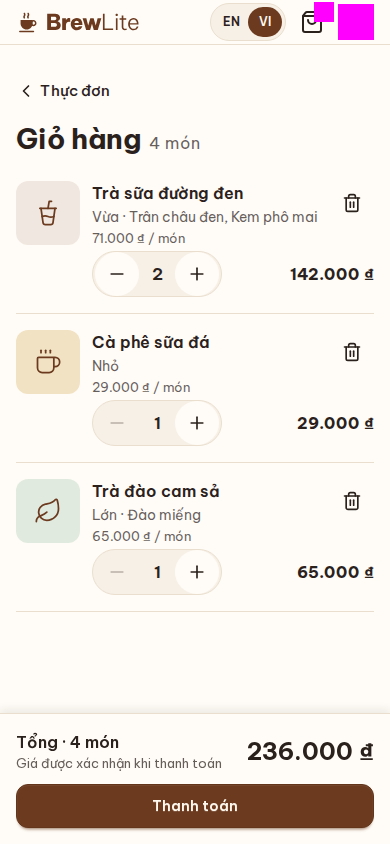 BrewLite
EN VI
Thực đơn
Giỏ hàng 4 món
Trà sữa đường đen
Vừa · Trân châu đen, Kem phô mai
71.000 ₫ / món
2
142.000 ₫
Cà phê sữa đá
Nhỏ
29.000 ₫ / món
1
29.000 ₫
Trà đào cam sả
Lớn · Đào miếng
65.000 ₫ / món
1
65.000 ₫
Tổng · 4 món
236.000 ₫
Giá được xác nhận khi thanh toán
Thanh toán